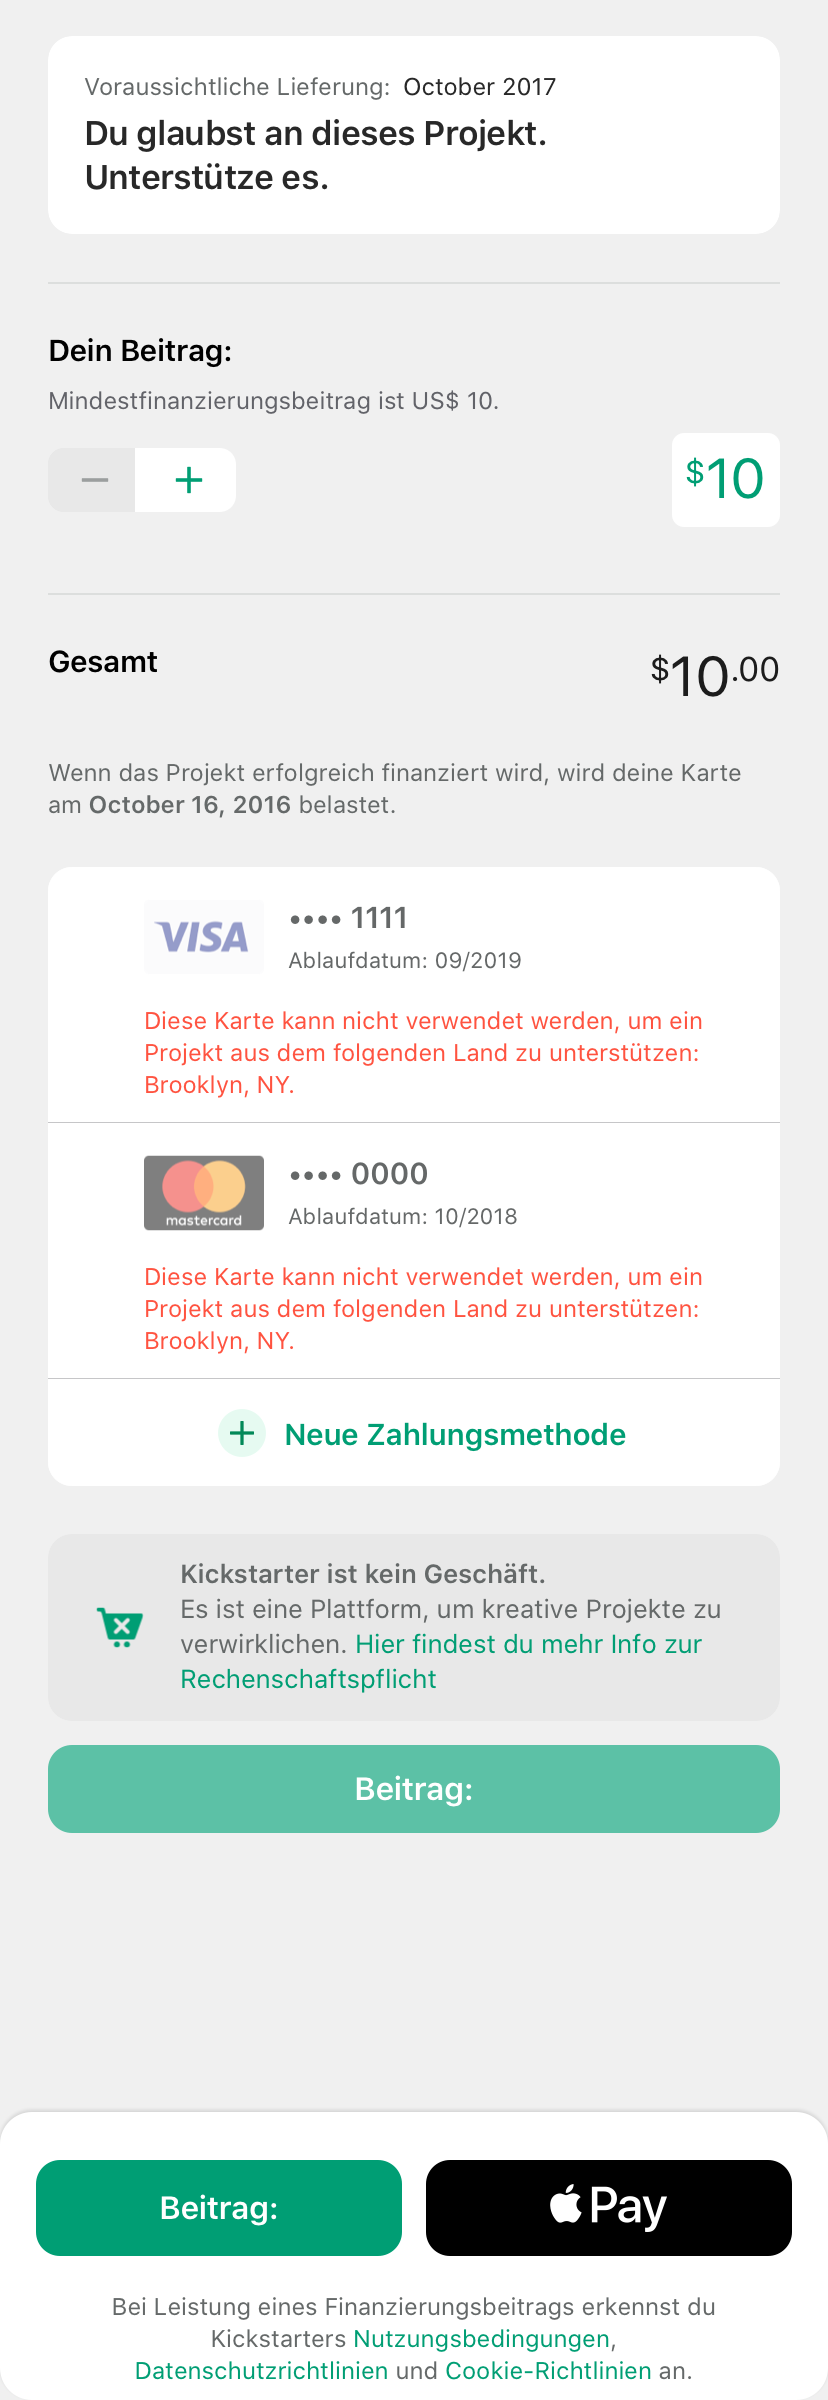 Voraussichtliche Lieferung: October 2017
Du glaubst an dieses Projekt.
Unterstütze es.
Dein Beitrag:
Mindestfinanzierungsbeitrag ist US$ 10.
− +
$10
Gesamt
$10.00
Wenn das Projekt erfolgreich finanziert wird, wird deine Karte
am October 16, 2016 belastet.
VISA
•••• 1111
Ablaufdatum: 09/2019
Diese Karte kann nicht verwendet werden, um ein
Projekt aus dem folgenden Land zu unterstützen:
Brooklyn, NY.
mastercard
•••• 0000
Ablaufdatum: 10/2018
Diese Karte kann nicht verwendet werden, um ein
Projekt aus dem folgenden Land zu unterstützen:
Brooklyn, NY.
+ Neue Zahlungsmethode
Kickstarter ist kein Geschäft.
Es ist eine Plattform, um kreative Projekte zu
verwirklichen. Hier findest du mehr Info zur
Rechenschaftspflicht
Beitrag:
Beitrag:
Pay
Bei Leistung eines Finanzierungsbeitrags erkennst du
Kickstarters Nutzungsbedingungen,
Datenschutzrichtlinien und Cookie-Richtlinien an.